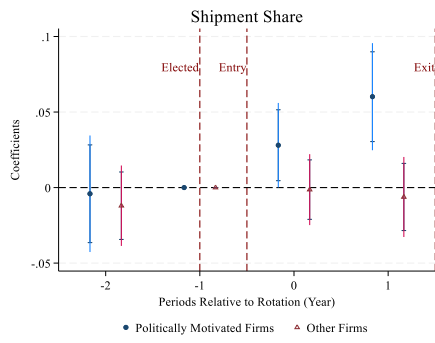 Shipment Share
.1
.05
0
-.05
Coefficients
Elected
Entry
Exit
-2
-1
0
1
Periods Relative to Rotation (Year)
Politically Motivated Firms
Other Firms